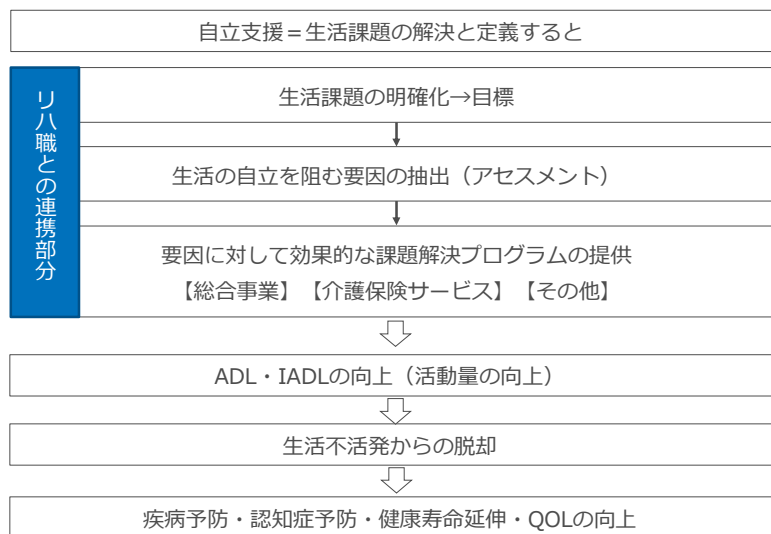 自立支援＝生活課題の解決と定義すると
リハ職との連携部分
生活課題の明確化→目標
生活の自立を阻む要因の抽出（アセスメント）
要因に対して効果的な課題解決プログラムの提供
【総合事業】【介護保険サービス】【その他】
ADL・IADLの向上（活動量の向上）
生活不活発からの脱却
疾病予防・認知症予防・健康寿命延伸・QOLの向上